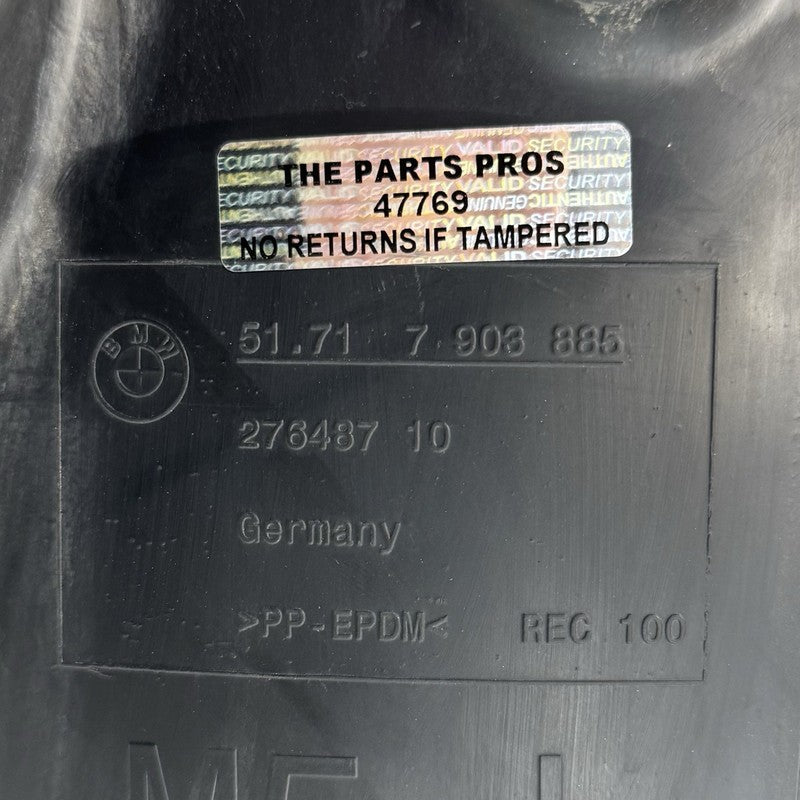 THE PARTS PROS
47769
NO RETURNS IF TAMPERED
BMW
51.71 7 903 885
276487 10
Germany
>PP-EPDM<
REC 100